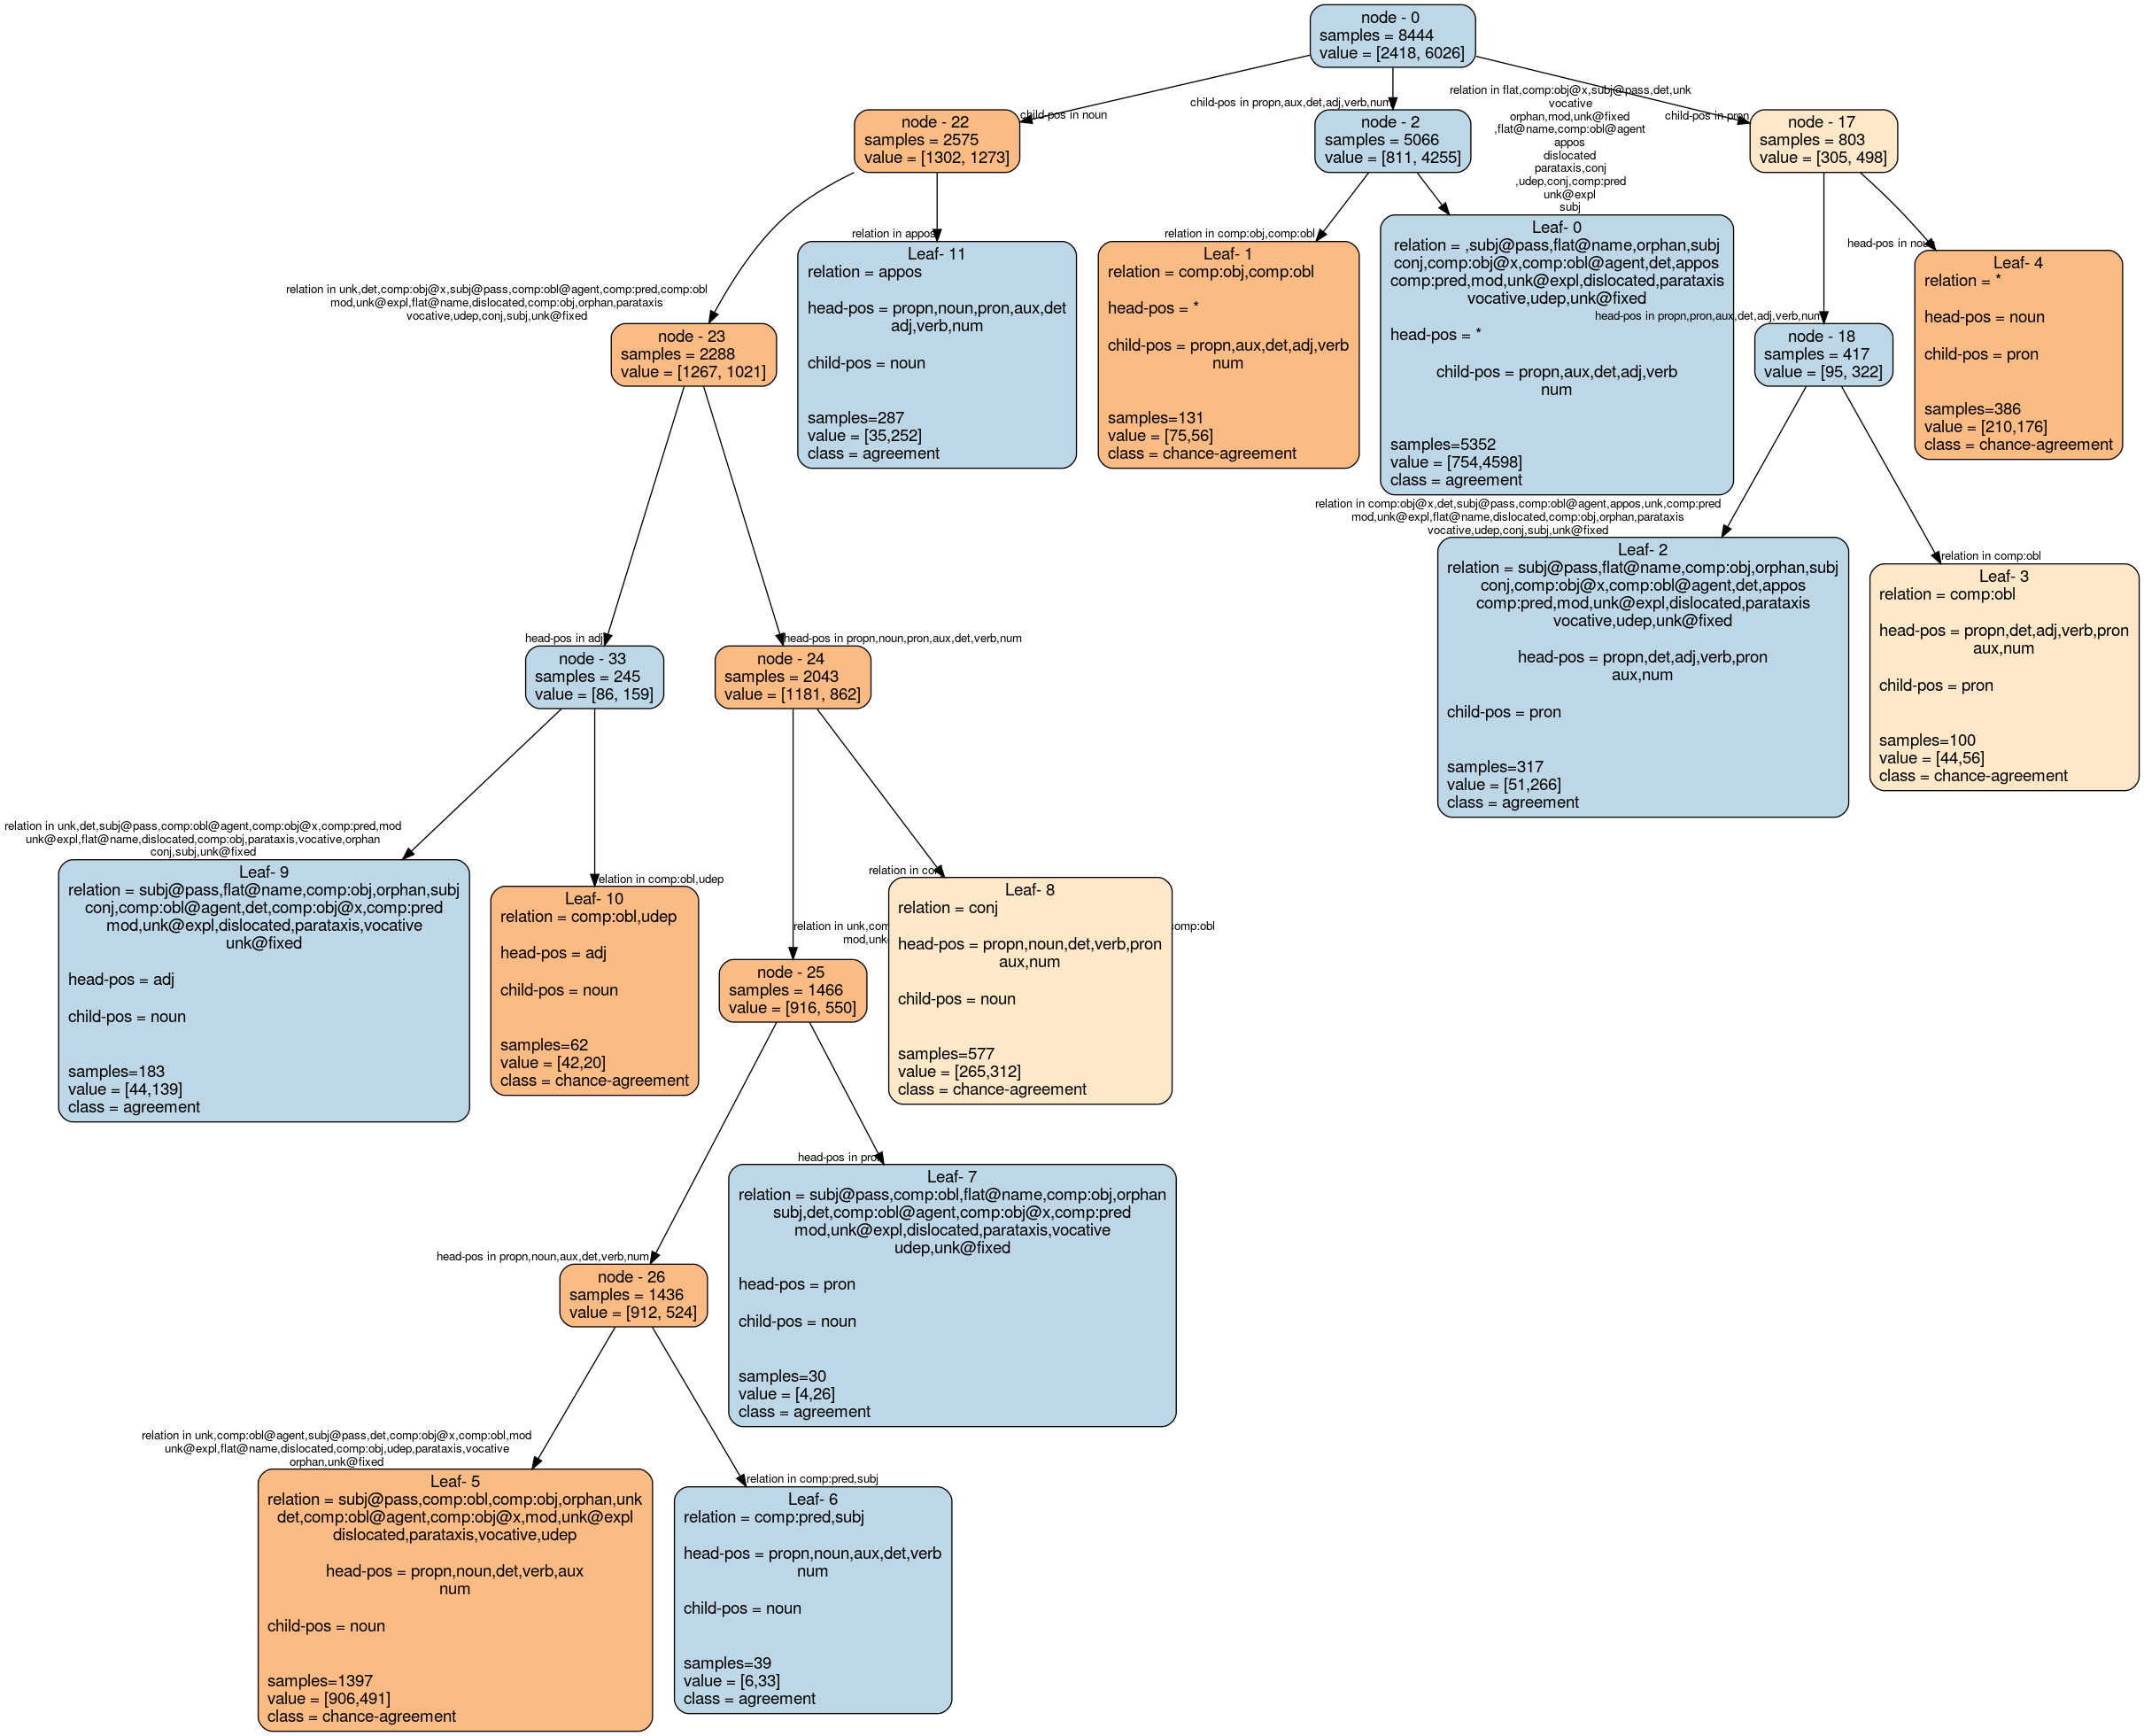 node - 0
samples = 8444
value = [2418, 6026]
child-pos in noun
child-pos in propn,aux,det,adj,verb,num
relation in flat,comp:obj@x,subj@pass,det,unk
vocative
orphan,mod,unk@fixed
,flat@name,comp:obl@agent
appos
dislocated
parataxis,conj
,udep,conj,comp:pred
unk@expl
subj
child-pos in pron
node - 22
samples = 2575
value = [1302, 1273]
node - 2
samples = 5066
value = [811, 4255]
node - 17
samples = 803
value = [305, 498]
relation in unk,det,comp:obj@x,subj@pass,comp:obl@agent,comp:pred,comp:obl
mod,unk@expl,flat@name,dislocated,comp:obj,orphan,parataxis
vocative,udep,conj,subj,unk@fixed
relation in appos
relation in comp:obj,comp:obl
head-pos in propn,pron,aux,det,adj,verb,num
head-pos in noun
Leaf- 11
relation = appos
head-pos = propn,noun,pron,aux,det
adj,verb,num
child-pos = noun
samples=287
value = [35,252]
class = agreement
Leaf- 1
relation = comp:obj,comp:obl
head-pos = *
child-pos = propn,aux,det,adj,verb
num
samples=131
value = [75,56]
class = chance-agreement
Leaf- 0
relation = ,subj@pass,flat@name,orphan,subj
conj,comp:obj@x,comp:obl@agent,det,appos
comp:pred,mod,unk@expl,dislocated,parataxis
vocative,udep,unk@fixed
head-pos = *
child-pos = propn,aux,det,adj,verb
num
samples=5352
value = [754,4598]
class = agreement
Leaf- 4
relation = *
head-pos = noun
child-pos = pron
samples=386
value = [210,176]
class = chance-agreement
node - 23
samples = 2288
value = [1267, 1021]
node - 18
samples = 417
value = [95, 322]
relation in comp:obj@x,det,subj@pass,comp:obl@agent,appos,unk,comp:pred
mod,unk@expl,flat@name,dislocated,comp:obj,orphan,parataxis
vocative,udep,conj,subj,unk@fixed
relation in comp:obl
Leaf- 2
relation = subj@pass,flat@name,comp:obj,orphan,subj
conj,comp:obj@x,comp:obl@agent,det,appos
comp:pred,mod,unk@expl,dislocated,parataxis
vocative,udep,unk@fixed
head-pos = propn,det,adj,verb,pron
aux,num
child-pos = pron
samples=317
value = [51,266]
class = agreement
Leaf- 3
relation = comp:obl
head-pos = propn,det,adj,verb,pron
aux,num
child-pos = pron
samples=100
value = [44,56]
class = chance-agreement
head-pos in adj
head-pos in propn,noun,pron,aux,det,verb,num
node - 33
samples = 245
value = [86, 159]
node - 24
samples = 2043
value = [1181, 862]
relation in unk,det,subj@pass,comp:obl@agent,comp:obj@x,comp:pred,mod
unk@expl,flat@name,dislocated,comp:obj,parataxis,vocative,orphan
conj,subj,unk@fixed
relation in comp:obl,udep
relation in
Leaf- 9
relation = subj@pass,flat@name,comp:obj,orphan,subj
conj,comp:obl@agent,det,comp:obj@x,comp:pred
mod,unk@expl,dislocated,parataxis,vocative
unk@fixed
head-pos = adj
child-pos = noun
samples=183
value = [44,139]
class = agreement
Leaf- 10
relation = comp:obl,udep
head-pos = adj
child-pos = noun
samples=62
value = [42,20]
class = chance-agreement
relation in comp:obl
Leaf- 8
relation = conj
head-pos = propn,noun,det,verb,pron
aux,num
child-pos = noun
samples=577
value = [265,312]
class = chance-agreement
node - 25
samples = 1466
value = [916, 550]
head-pos in propn,noun,aux,det,verb,num
head-pos in pron
node - 26
samples = 1436
value = [912, 524]
Leaf- 7
relation = subj@pass,comp:obl,flat@name,comp:obj,orphan
subj,det,comp:obl@agent,comp:obj@x,comp:pred
mod,unk@expl,dislocated,parataxis,vocative
udep,unk@fixed
head-pos = pron
child-pos = noun
samples=30
value = [4,26]
class = agreement
relation in unk,comp:obl@agent,subj@pass,det,comp:obj@x,comp:obl,mod
unk@expl,flat@name,dislocated,comp:obj,udep,parataxis,vocative
orphan,unk@fixed
relation in comp:pred,subj
Leaf- 5
relation = subj@pass,comp:obl,comp:obj,orphan,unk
det,comp:obl@agent,comp:obj@x,mod,unk@expl
dislocated,parataxis,vocative,udep
head-pos = propn,noun,det,verb,aux
num
child-pos = noun
samples=1397
value = [906,491]
class = chance-agreement
Leaf- 6
relation = comp:pred,subj
head-pos = propn,noun,aux,det,verb
num
child-pos = noun
samples=39
value = [6,33]
class = agreement